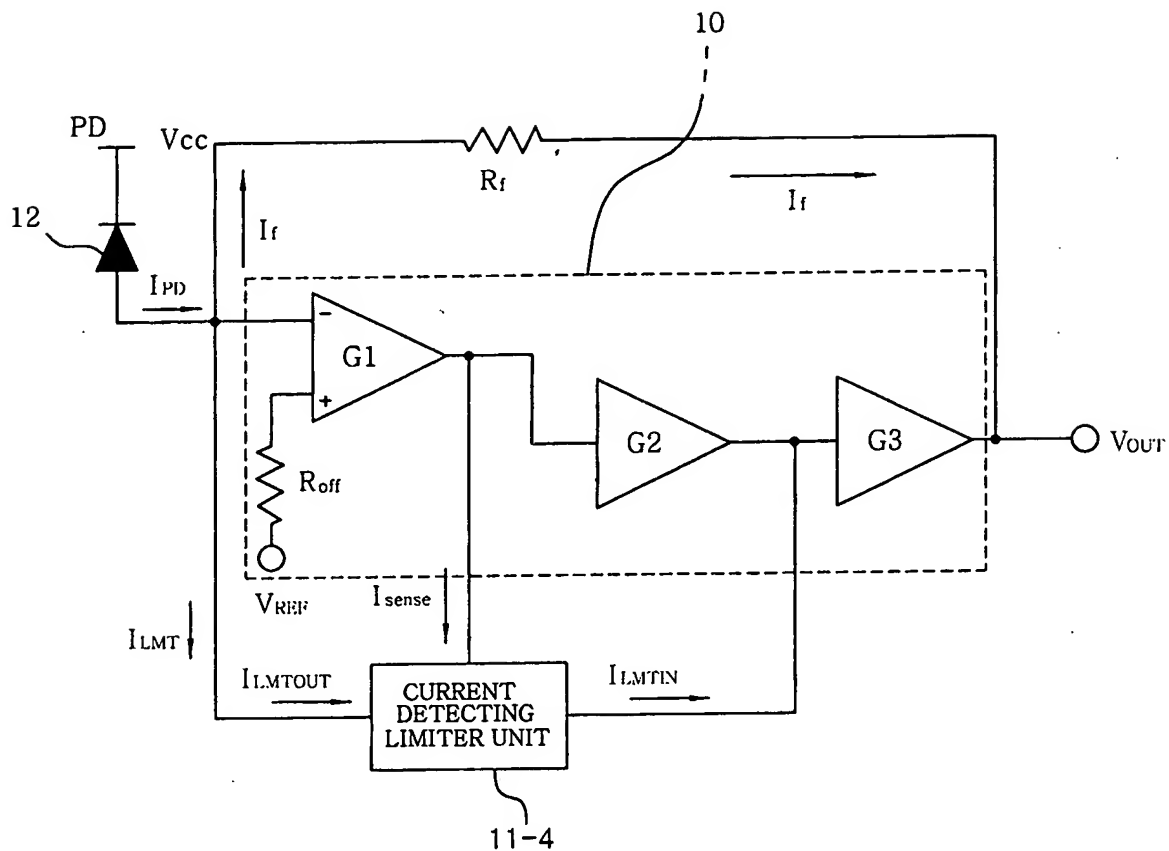 10
PD
Vcc
Rf
If
12
If
IPD
−
G1
+
G2
G3
VOUT
Roff
VREF
Isense
ILMT
ILMTOUT
ILMTIN
CURRENT
DETECTING
LIMITER UNIT
11-4